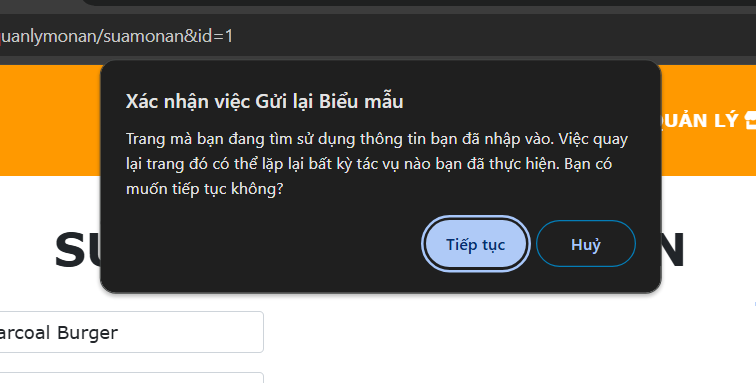 uanlymonan/suamonan&id=1
Xác nhận việc Gửi lại Biểu mẫu
QUẢN LÝ
Trang mà bạn đang tìm sử dụng thông tin bạn đã nhập vào. Việc quay
lại trang đó có thể lặp lại bất kỳ tác vụ nào bạn đã thực hiện. Bạn có
muốn tiếp tục không?
Tiếp tục
Huỷ
arcoal Burger